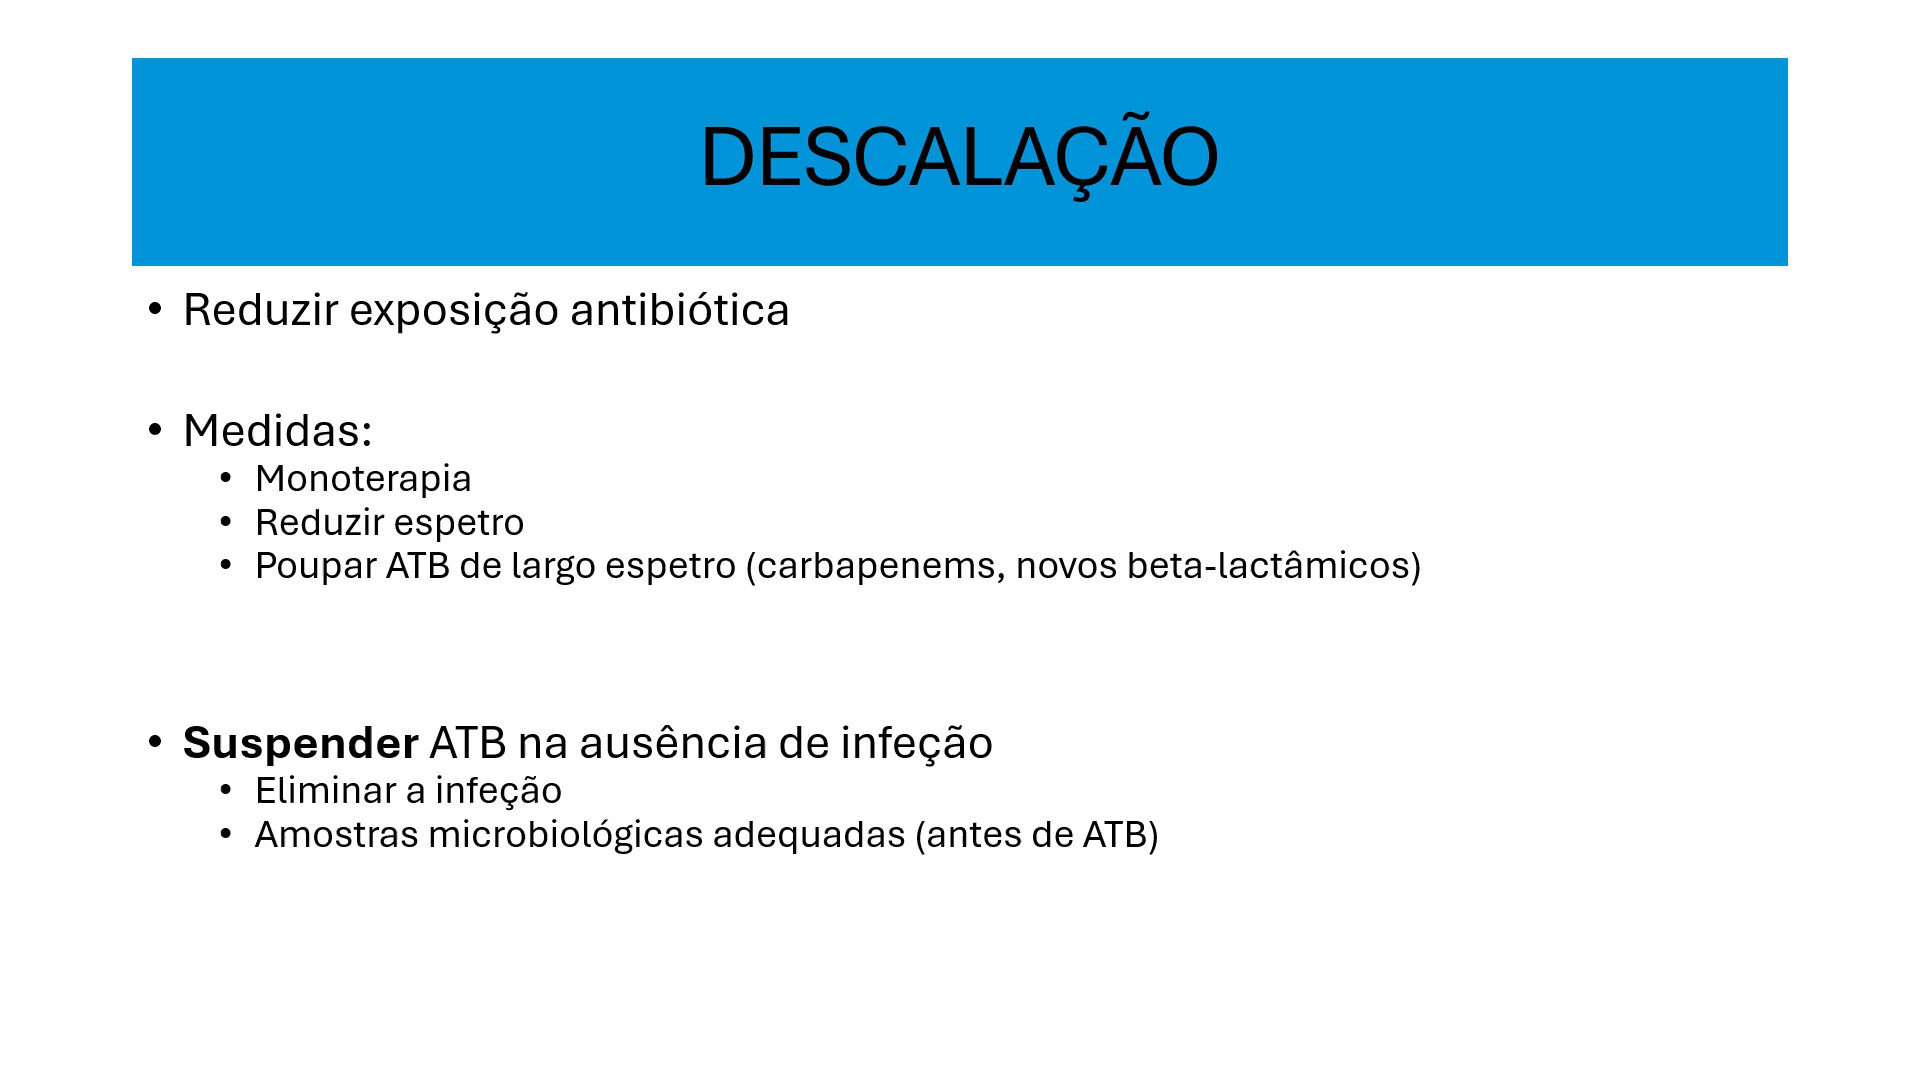 DESCALAÇÃO
• Reduzir exposição antibiótica
• Medidas:
• Monoterapia
• Reduzir espetro
• Poupar ATB de largo espetro (carbapenems, novos beta-lactâmicos)
• Suspender ATB na ausência de infeção
• Eliminar a infeção
• Amostras microbiológicas adequadas (antes de ATB)